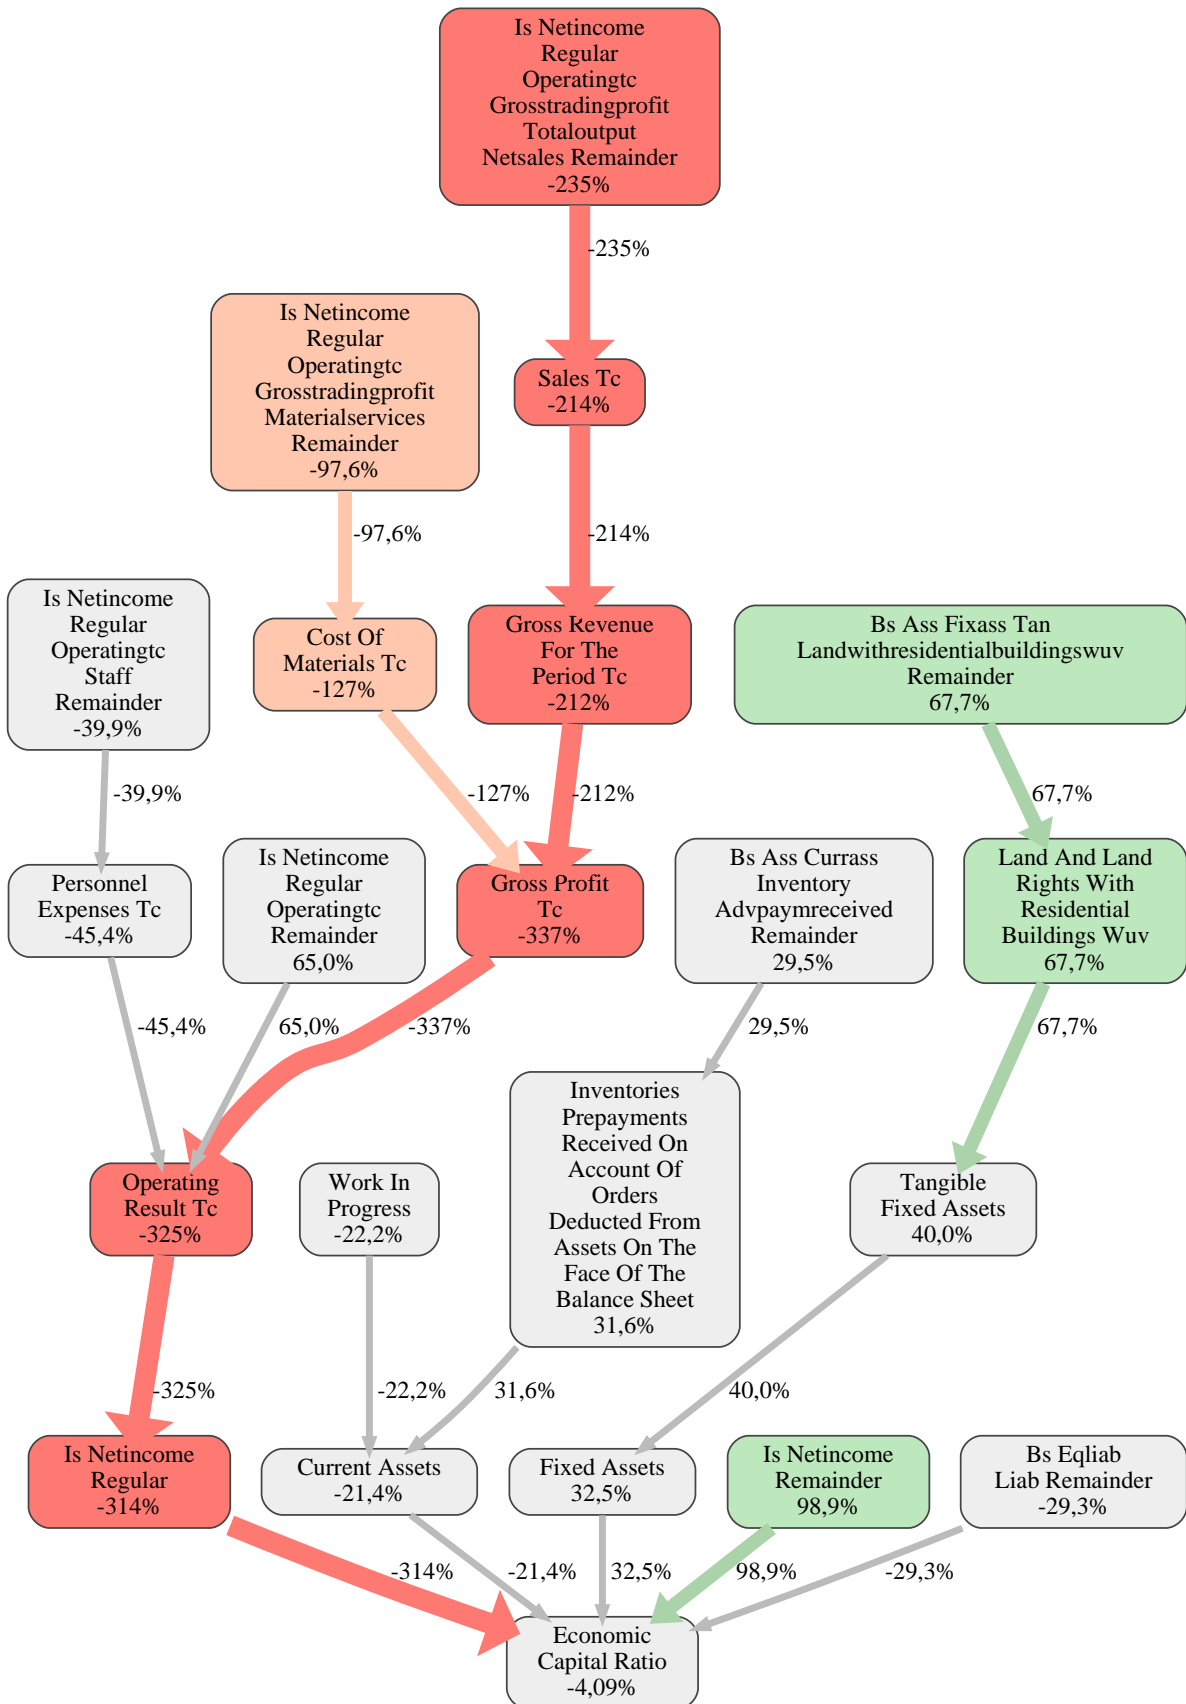 Is Netincome
Regular
Operatingtc
Grosstradingprofit
Totaloutput
Netsales Remainder
-235%
-235%
Is Netincome
Regular
Operatingtc
Grosstradingprofit
Materialservices
Remainder
-97,6%
Sales Tc
-214%
-97,6%
-214%
Is Netincome
Regular
Operatingtc
Staff
Remainder
-39,9%
Cost Of
Materials Tc
-127%
Gross Revenue
For The
Period Tc
-212%
Bs Ass Fixass Tan
Landwithresidentialbuildingswuv
Remainder
67,7%
-39,9%
-127%
-212%
67,7%
Personnel
Expenses Tc
-45,4%
Is Netincome
Regular
Operatingtc
Remainder
65,0%
Gross Profit
Tc
-337%
Bs Ass Currass
Inventory
Advpaymreceived
Remainder
29,5%
Land And Land
Rights With
Residential
Buildings Wuv
67,7%
-45,4%
65,0%
-337%
29,5%
67,7%
Operating
Result Tc
-325%
Work In
Progress
-22,2%
Inventories
Prepayments
Received On
Account Of
Orders
Deducted From
Assets On The
Face Of The
Balance Sheet
31,6%
Tangible
Fixed Assets
40,0%
-325%
-22,2%
31,6%
40,0%
Is Netincome
Regular
-314%
Current Assets
-21,4%
Fixed Assets
32,5%
Is Netincome
Remainder
98,9%
Bs Eqliab
Liab Remainder
-29,3%
-314%
-21,4%
32,5%
98,9%
-29,3%
Economic
Capital Ratio
-4,09%